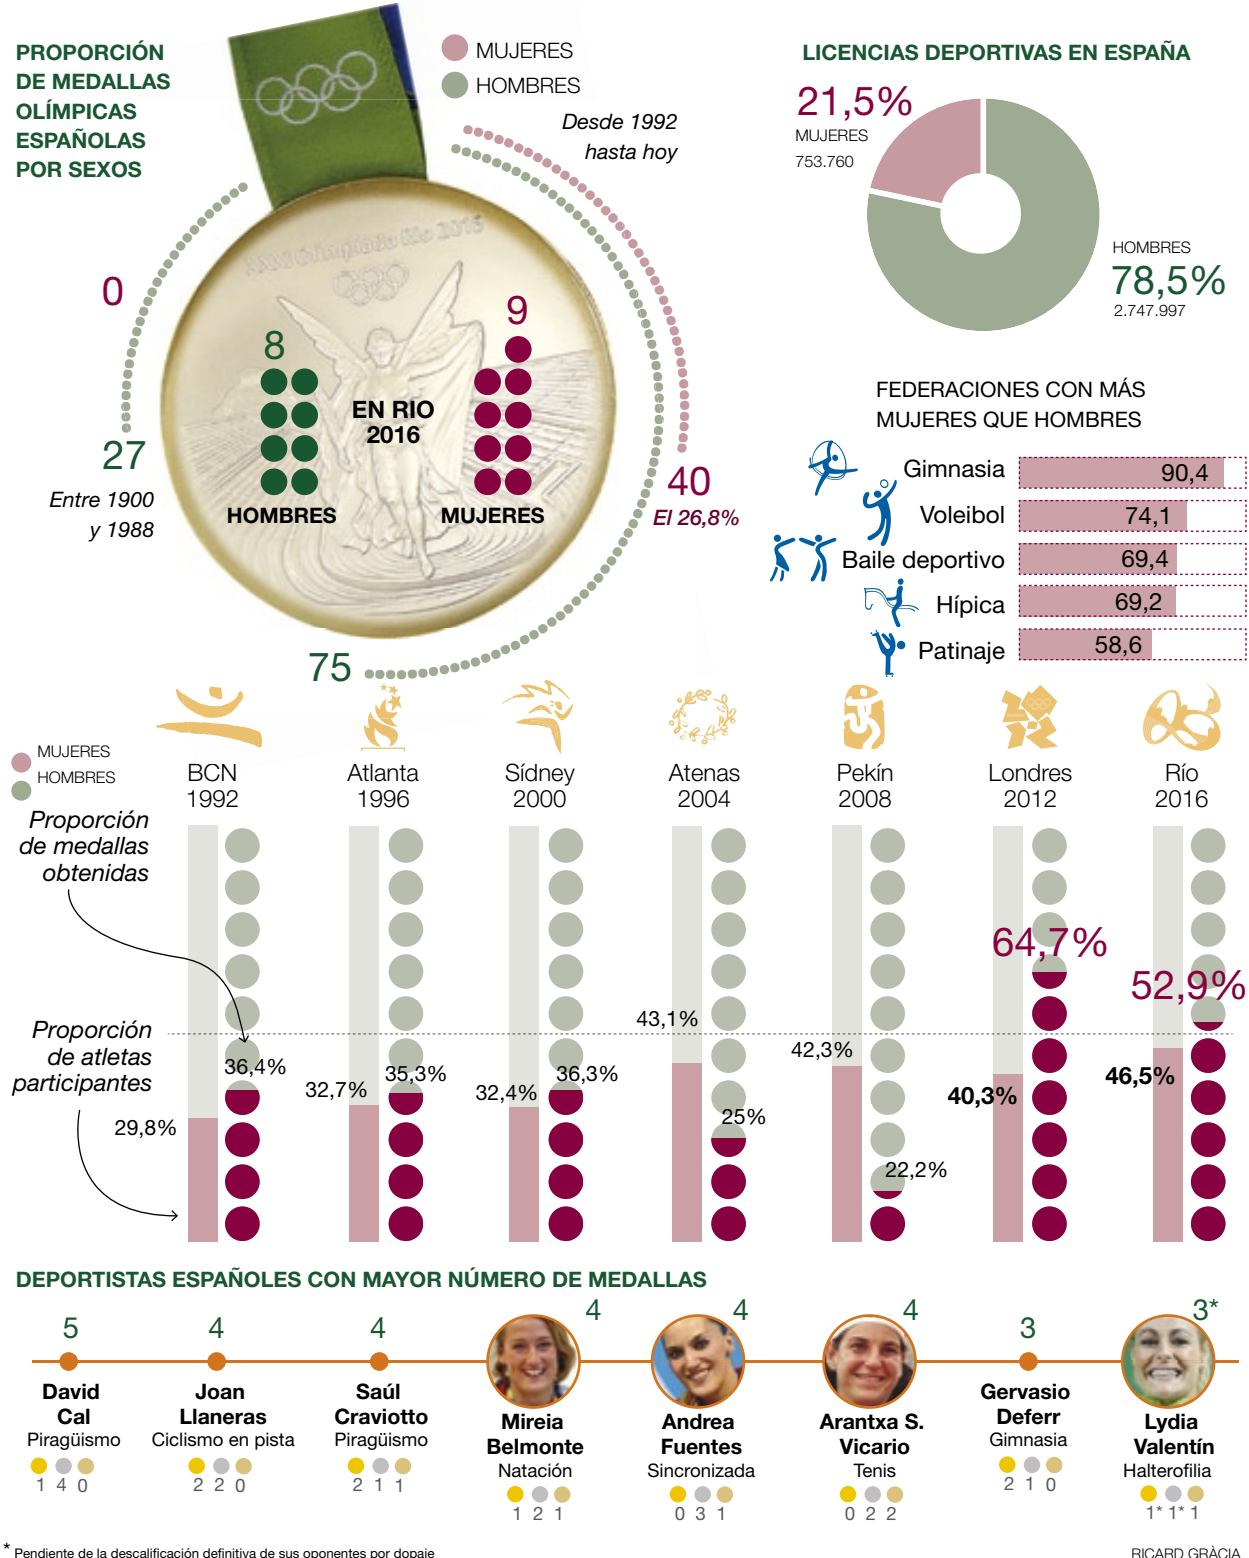 PROPORCIÓN
DE MEDALLAS
OLÍMPICAS
ESPAÑOLAS
POR SEXOS
MUJERES
HOMBRES
Desde 1992
hasta hoy
XXXI Olimpíada Rio 2016
0
27
Entre 1900
y 1988
8
9
EN RIO
2016
HOMBRES
MUJERES
40
El 26,8%
75
LICENCIAS DEPORTIVAS EN ESPAÑA
21,5%
MUJERES
753.760
HOMBRES
78,5%
2.747.997
FEDERACIONES CON MÁS
MUJERES QUE HOMBRES
Gimnasia 90,4
Voleibol 74,1
Baile deportivo 69,4
Hípica 69,2
Patinaje 58,6
MUJERES
HOMBRES
BCN
1992
Atlanta
1996
Sídney
2000
Atenas
2004
Pekín
2008
Londres
2012
Río
2016
Proporción
de medallas
obtenidas
Proporción
de atletas
participantes
29,8%
36,4%
32,7%
35,3%
32,4%
36,3%
43,1%
25%
42,3%
22,2%
40,3%
64,7%
46,5%
52,9%
DEPORTISTAS ESPAÑOLES CON MAYOR NÚMERO DE MEDALLAS
5
David
Cal
Piragüismo
1 4 0
4
Joan
Llaneras
Ciclismo en pista
2 2 0
4
Saúl
Craviotto
Piragüismo
2 1 1
4
Mireia
Belmonte
Natación
1 2 1
4
Andrea
Fuentes
Sincronizada
0 3 1
4
Arantxa S.
Vicario
Tenis
0 2 2
3
Gervasio
Deferr
Gimnasia
2 1 0
3*
Lydia
Valentín
Halterofilia
1* 1* 1
* Pendiente de la descalificación definitiva de sus oponentes por dopaje
RICARD GRÀCIA